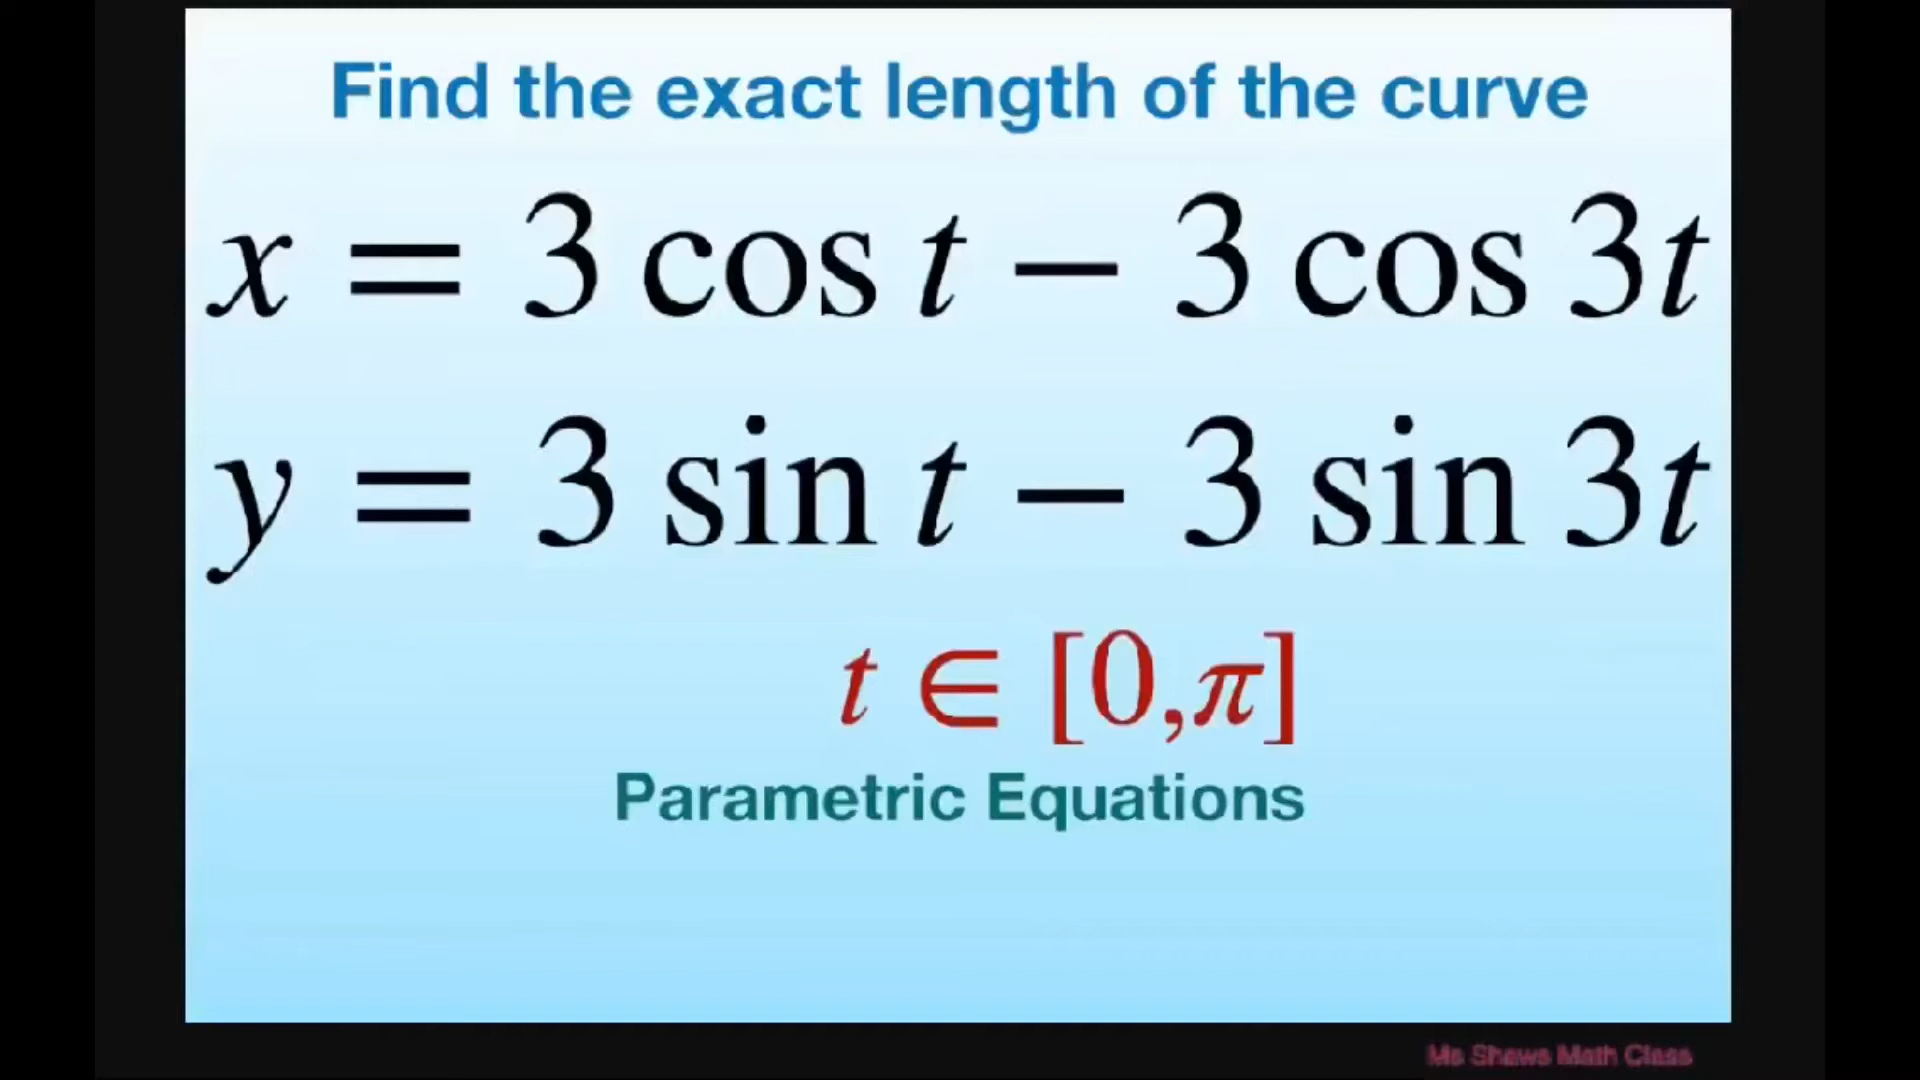 Find the exact length of the curve
x = 3 cos t − 3 cos 3t
y = 3 sin t − 3 sin 3t
t ∈ [0,π]
Parametric Equations
Ms Shaws Math Class